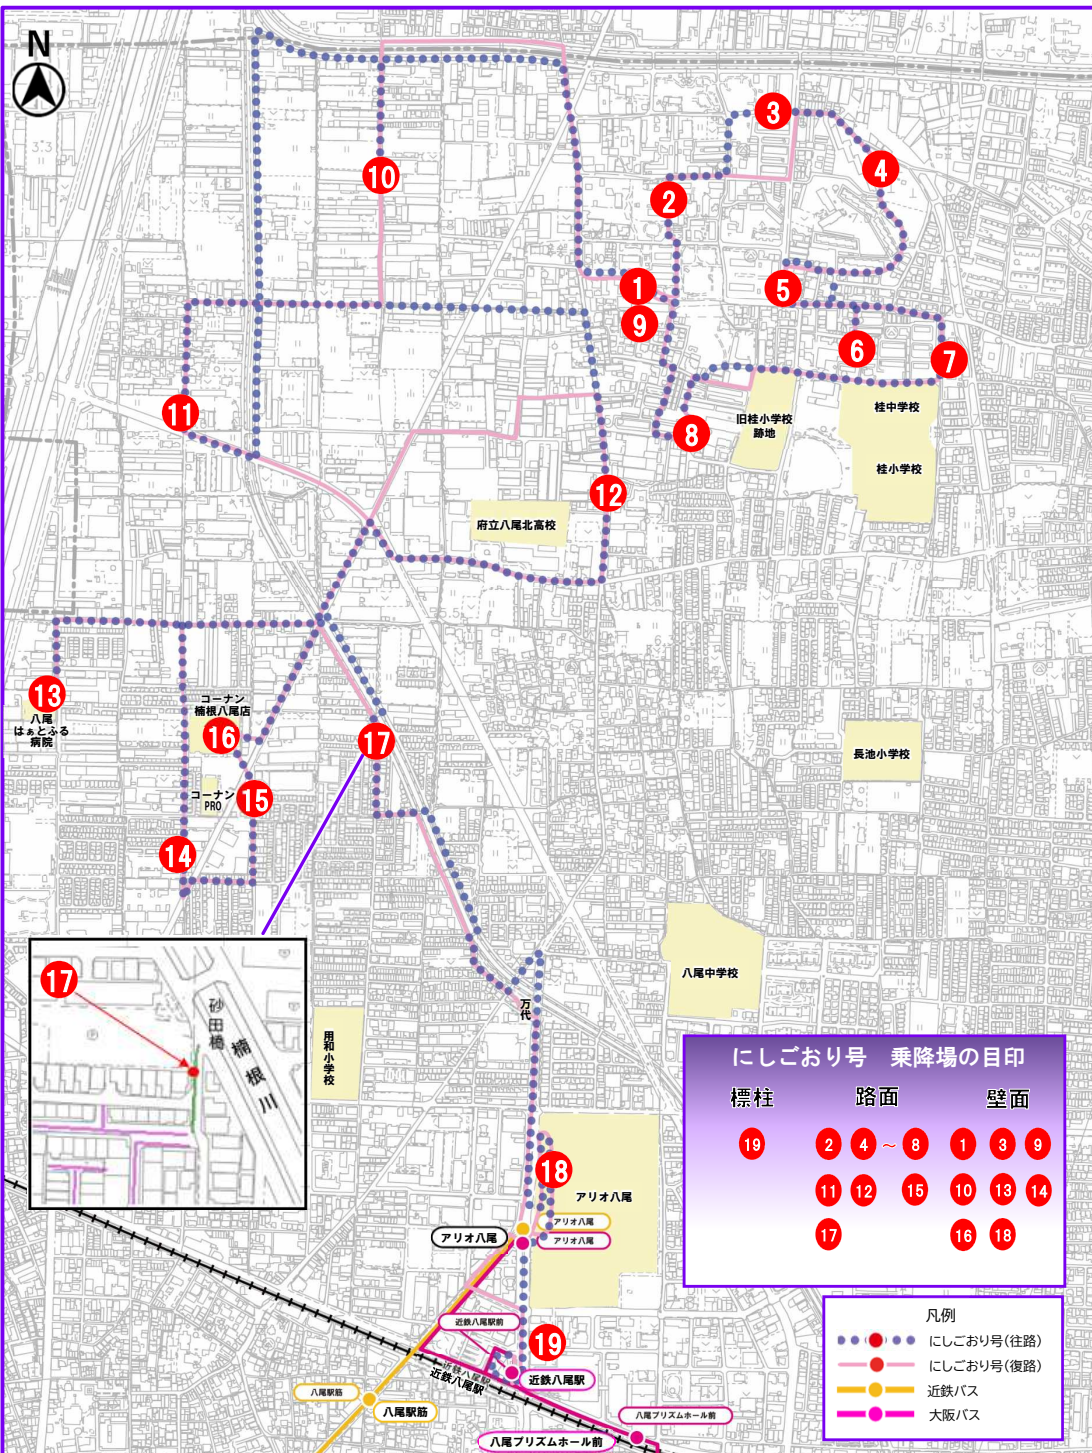 N
3
10
4
2
1
5
9
6
7
11
8
旧桂小学校
跡地
桂中学校
桂小学校
12
府立八尾北高校
13
八尾
はぁとふる
病院
コーナン
楠根八尾店
16
17
長池小学校
コーナン
PRO
15
14
八尾中学校
万代
17
砂田橋
楠根川
用和小学校
18
アリオ八尾
アリオ八尾
アリオ八尾
アリオ八尾
近鉄八尾駅前
19
近鉄八尾駅
近鉄八尾駅
近鉄八尾駅
八尾駅筋
八尾駅筋
八尾プリズムホール前
八尾プリズムホール前
にしごおり号 乗降場の目印
標柱 路面 壁面
19 2 4 ～ 8 1 3 9
11 12 15 10 13 14
17 16 18
凡例
にしごおり号(往路)
にしごおり号(復路)
近鉄バス
大阪バス